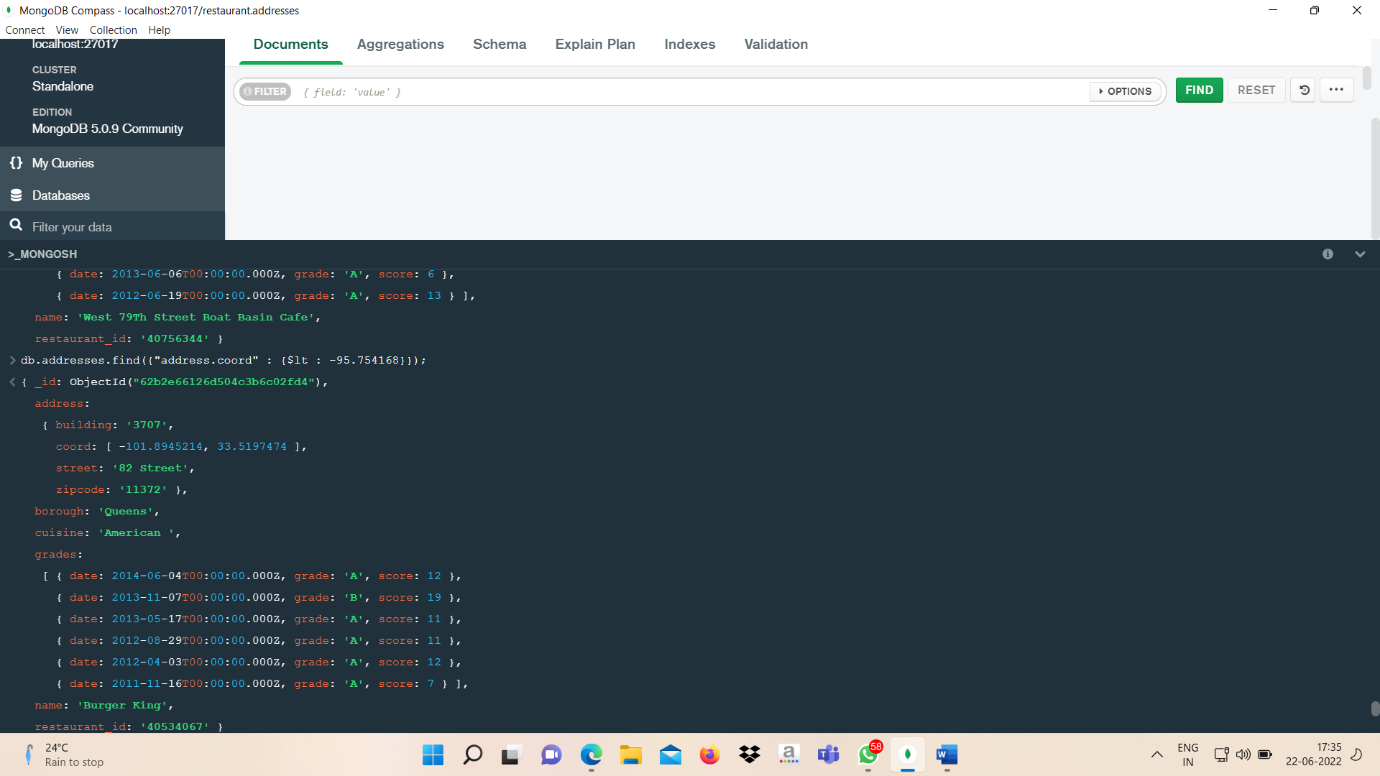 MongoDB Compass - localhost:27017/restaurant.addresses
Connect View Collection Help
localhost:27017
CLUSTER
Standalone
EDITION
MongoDB 5.0.9 Community
{} My Queries
Databases
Filter your data
Documents Aggregations Schema Explain Plan Indexes Validation
FILTER { field: 'value' } OPTIONS FIND RESET ...
>_MONGOSH
{ date: 2013-06-06T00:00:00.000Z, grade: 'A', score: 6 },
{ date: 2012-06-19T00:00:00.000Z, grade: 'A', score: 13 } ],
name: 'West 79Th Street Boat Basin Cafe',
restaurant_id: '40756344' }
> db.addresses.find({"address.coord" : {$lt : -95.754168}});
< { _id: ObjectId("62b2e66126d504c3b6c02fd4"),
address:
{ building: '3707',
coord: [ -101.8945214, 33.5197474 ],
street: '82 Street',
zipcode: '11372' },
borough: 'Queens',
cuisine: 'American ',
grades:
[ { date: 2014-06-04T00:00:00.000Z, grade: 'A', score: 12 },
{ date: 2013-11-07T00:00:00.000Z, grade: 'B', score: 19 },
{ date: 2013-05-17T00:00:00.000Z, grade: 'A', score: 11 },
{ date: 2012-08-29T00:00:00.000Z, grade: 'A', score: 11 },
{ date: 2012-04-03T00:00:00.000Z, grade: 'A', score: 12 },
{ date: 2011-11-16T00:00:00.000Z, grade: 'A', score: 7 } ],
name: 'Burger King',
restaurant_id: '40534067' }
24°C
Rain to stop
a
T
58
W
ENG
IN
17:35
22-06-2022